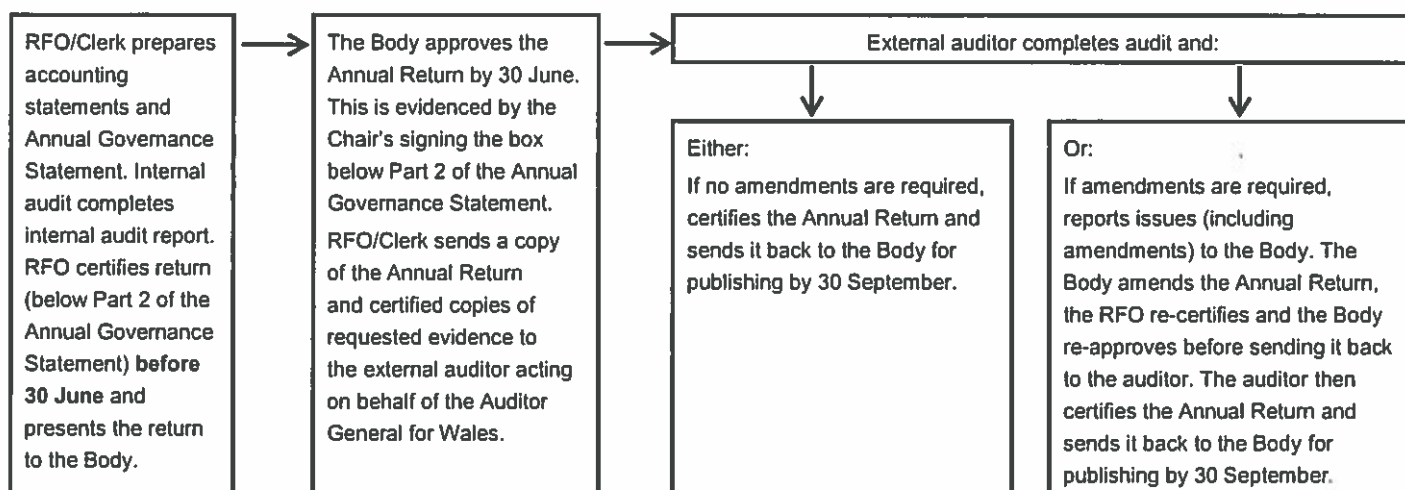 RFO/Clerk prepares
accounting
statements and
Annual Governance
Statement. Internal
audit completes
internal audit report.
RFO certifies return
(below Part 2 of the
Annual Governance
Statement) before
30 June and
presents the return
to the Body.
The Body approves the
Annual Return by 30 June.
This is evidenced by the
Chair's signing the box
below Part 2 of the Annual
Governance Statement.
RFO/Clerk sends a copy
of the Annual Return
and certified copies of
requested evidence to
the external auditor acting
on behalf of the Auditor
General for Wales.
External auditor completes audit and:
Either:
If no amendments are required,
certifies the Annual Return and
sends it back to the Body for
publishing by 30 September.
Or:
If amendments are required,
reports issues (including
amendments) to the Body. The
Body amends the Annual Return,
the RFO re-certifies and the Body
re-approves before sending it back
to the auditor. The auditor then
certifies the Annual Return and
sends it back to the Body for
publishing by 30 September.